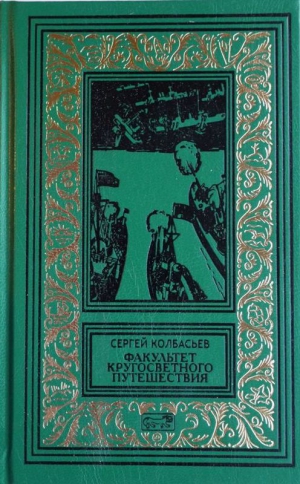 СЕРГЕЙ КОЛБАСЬЕВ
ФАКУЛЬТЕТ
КРУГОСВЕТНОГО
ПУТЕШЕСТВИЯ